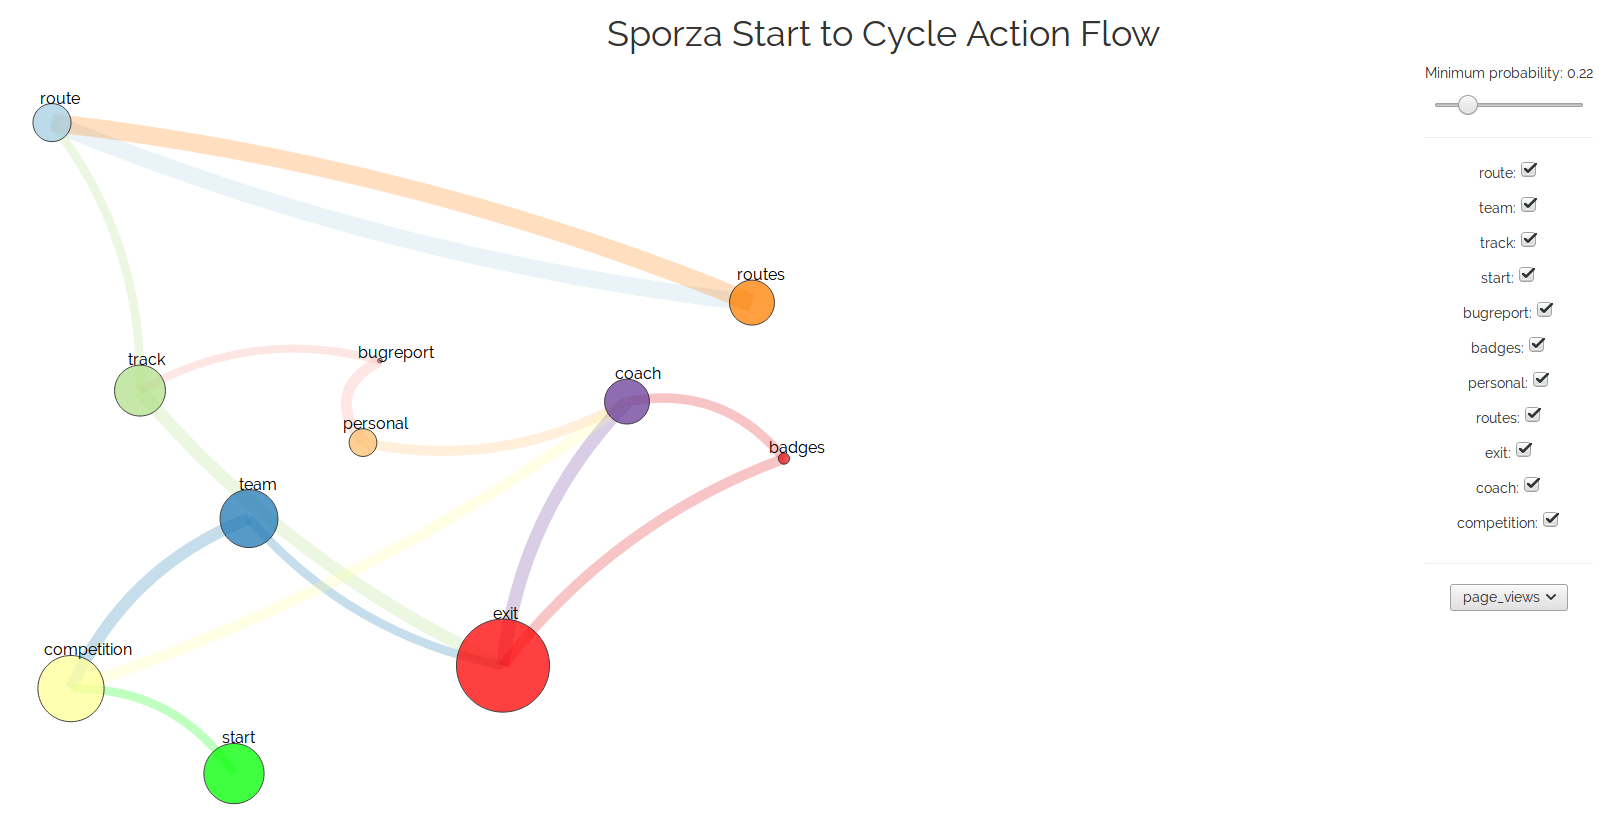 Sporza Start to Cycle Action Flow
Minimum probability: 0.22
route
route:
team:
track:
routes
start:
bugreport:
bugreport
track
badges:
coach
personal:
personal
routes:
badges
exit:
team
coach:
competition:
page_views
exit
competition
start